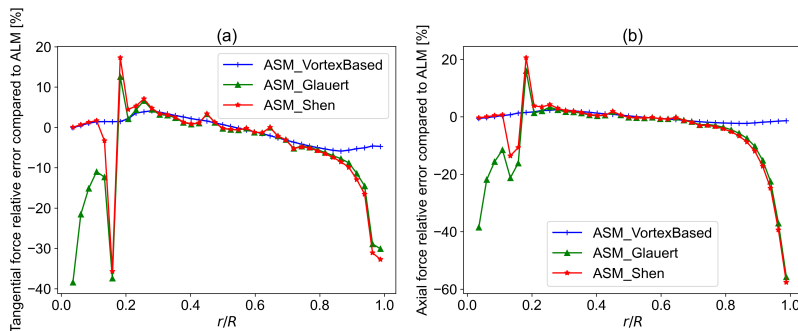 (a)
Tangential force relative error compared to ALM [%]
20
10
0
−10
−20
−30
−40
0.0 0.2 0.4 0.6 0.8 1.0
r/R
ASM_VortexBased
ASM_Glauert
ASM_Shen
(b)
Axial force relative error compared to ALM [%]
20
0
−20
−40
−60
0.0 0.2 0.4 0.6 0.8 1.0
r/R
ASM_VortexBased
ASM_Glauert
ASM_Shen